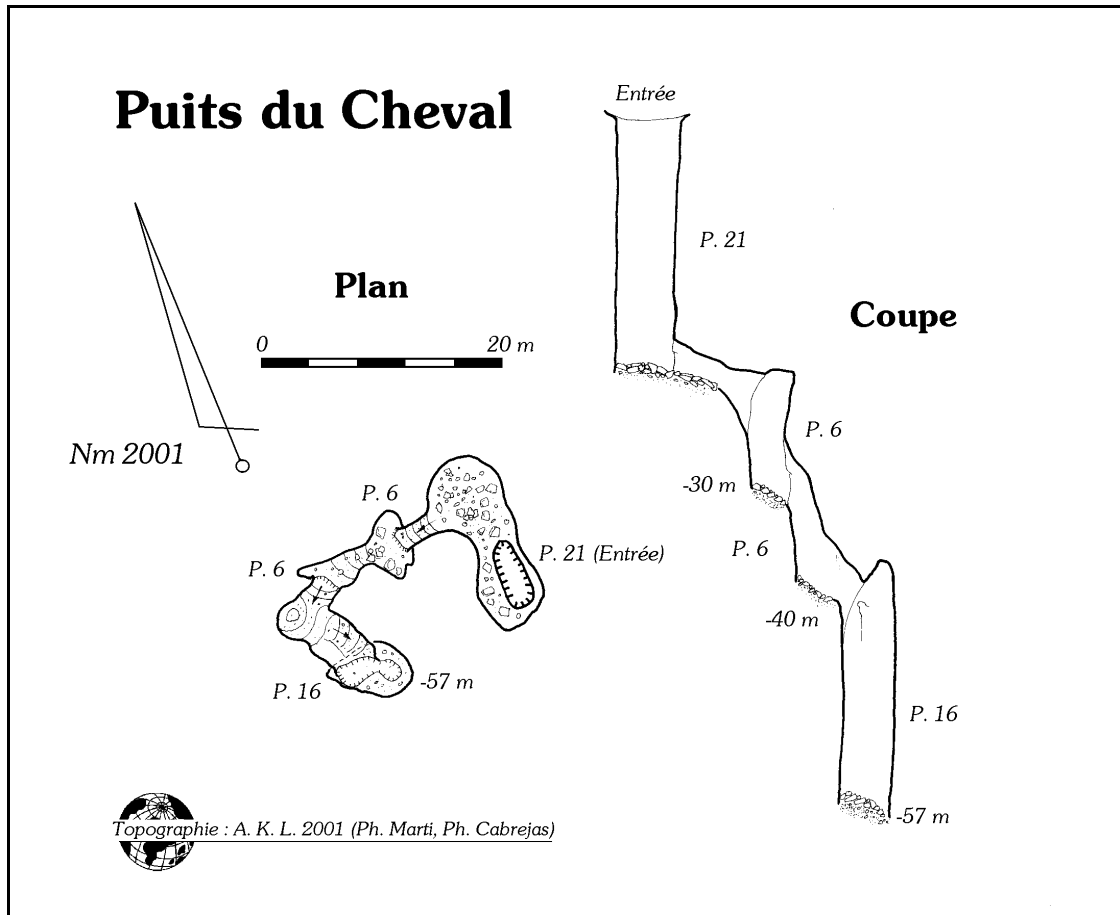 Puits du Cheval
Plan
0 20 m
Nm 2001
P. 6
P. 6
P. 21 (Entrée)
P. 16
-57 m
Entrée
P. 21
Coupe
P. 6
-30 m
P. 6
-40 m
P. 16
-57 m
Topographie : A. K. L. 2001 (Ph. Marti, Ph. Cabrejas)